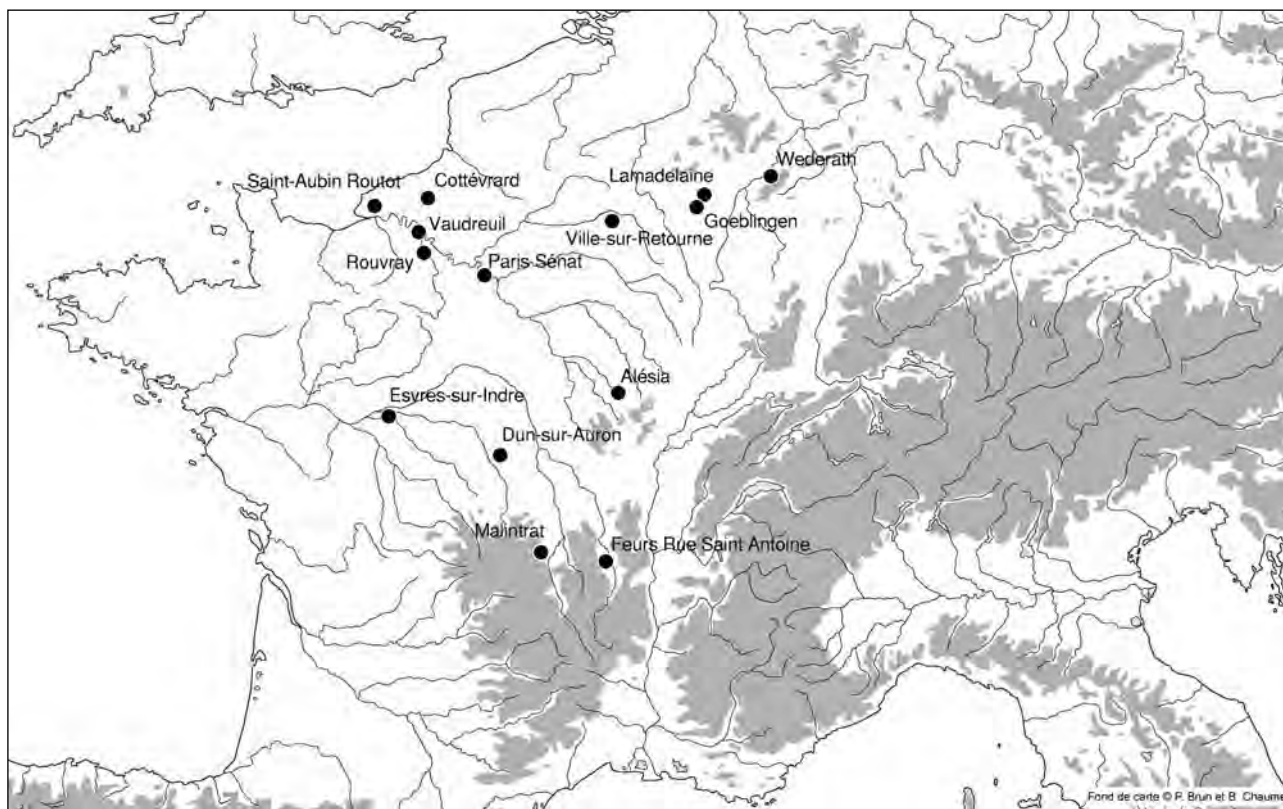 Wederath
Lamadelaine
Cottévrard
Saint-Aubin Routot
Goeblingen
Vaudreuil
Ville-sur-Retourne
Rouvray
Paris Sénat
Alésia
Esvres-sur-Indre
Dun-sur-Auron
Malintrat
Feurs Rue Saint Antoine
Fond de carte © P. Brun et B. Chaume